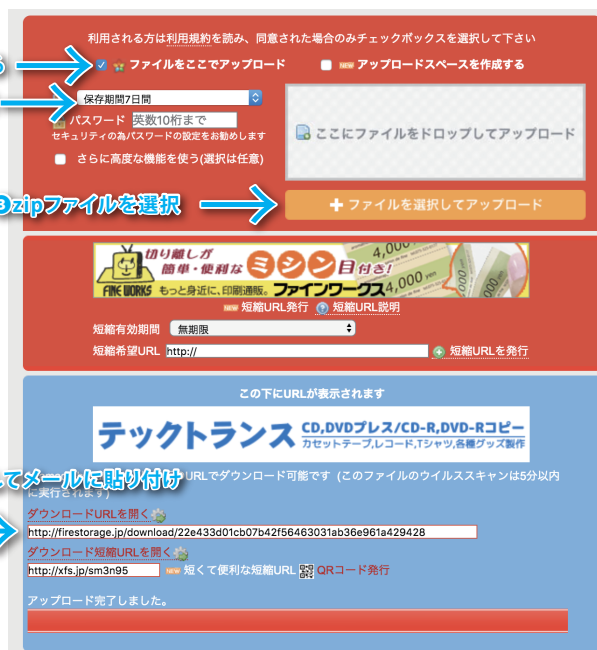 利用される方は利用規約を読み、同意された場合のみチェックボックスを選択して下さい
ファイルをここでアップロード
NEW アップロードスペースを作成する
保存期間7日間
パスワード 英数10桁まで
セキュリティの為パスワードの設定をお勧めします
さらに高度な機能を使う(選択は任意)
ここにファイルをドロップしてアップロード
❸zipファイルを選択
ファイルを選択してアップロード
切り離しが
簡単・便利な ミシン目付き!
FINE WORKS もっと身近に、印刷通販。ファインワークス
4,000
4,000 yen
NEW 短縮URL発行 短縮URL説明
短縮有効期間 無期限
短縮希望URL http:// 短縮URLを発行
この下にURLが表示されます
テックトランス CD,DVDプレス/CD-R,DVD-Rコピー
カセットテープ,レコード,Tシャツ,各種グッズ製作
してメールに貼り付け
URLでダウンロード可能です (このファイルのウイルススキャンは5分以内
に実行されます)
ダウンロードURLを開く
http://firestorage.jp/download/22e433d01cb07b42f56463031ab36e961a429428
ダウンロード短縮URLを開く
http://xfs.jp/sm3n95 NEW 短くて便利な短縮URL QRコード発行
アップロード完了しました。